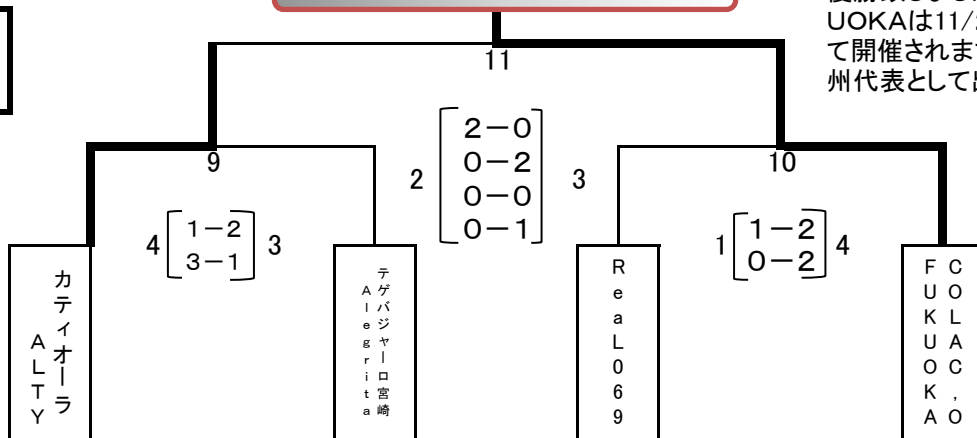 UOKAは11/
て開催されます
州代表として
11
2
2－0
0－2
0－0
0－1
3
9
10
4
1－2
3－1
3
1
1－2
0－2
4
カティオーラ
ALTY
テゲバジャーロ宮崎
Alegrita
ReaL069
COLAC,O
FUKUOKA